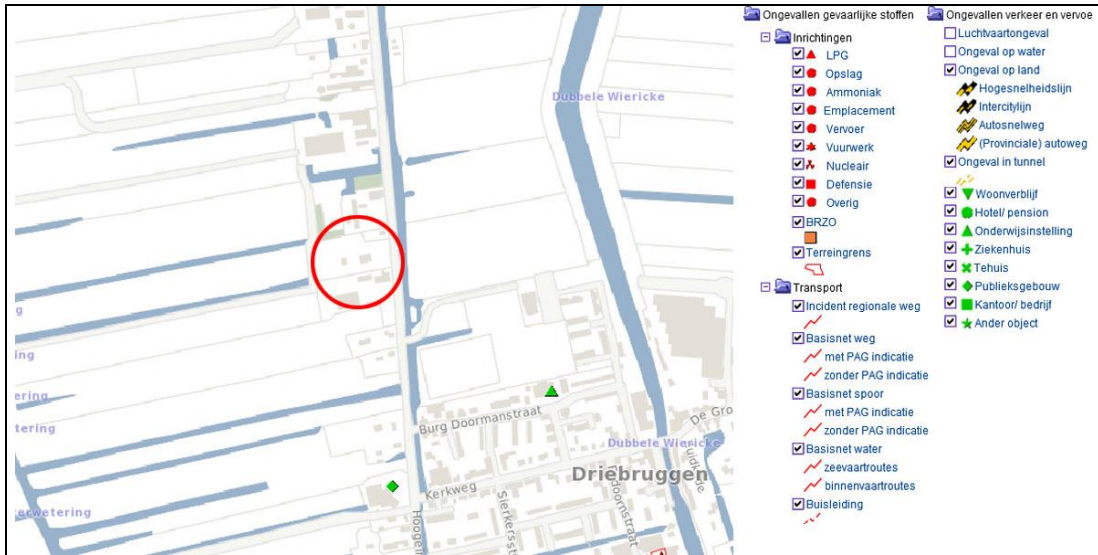 Dubbele Wiericke
ing
ering
tering
erwetering
Burg Doormanstraat
Dubbele Wiericke
De Gro
Driebruggen
Kerkweg
Ongevallen gevaarlijke stoffen
Inrichtingen
LPG
Opslag
Ammoniak
Emplacement
Vervoer
Vuurwerk
Nucleair
Defensie
Overig
BRZO
Terreingrens
Transport
Incident regionale weg
Basisnet weg
met PAG indicatie
zonder PAG indicatie
Basisnet spoor
met PAG indicatie
zonder PAG indicatie
Basisnet water
zeevaartroutes
binnenvaartroutes
Buisleiding
Ongevallen verkeer en vervoe
Luchtvaartongeval
Ongeval op water
Ongeval op land
Hogesnelheidslijn
Intercitylijn
Autosnelweg
(Provinciale) autoweg
Ongeval in tunnel
Woonverblijf
Hotel/ pension
Onderwijsinstelling
Ziekenhuis
Tehuis
Publieksgebouw
Kantoor/ bedrijf
Ander object